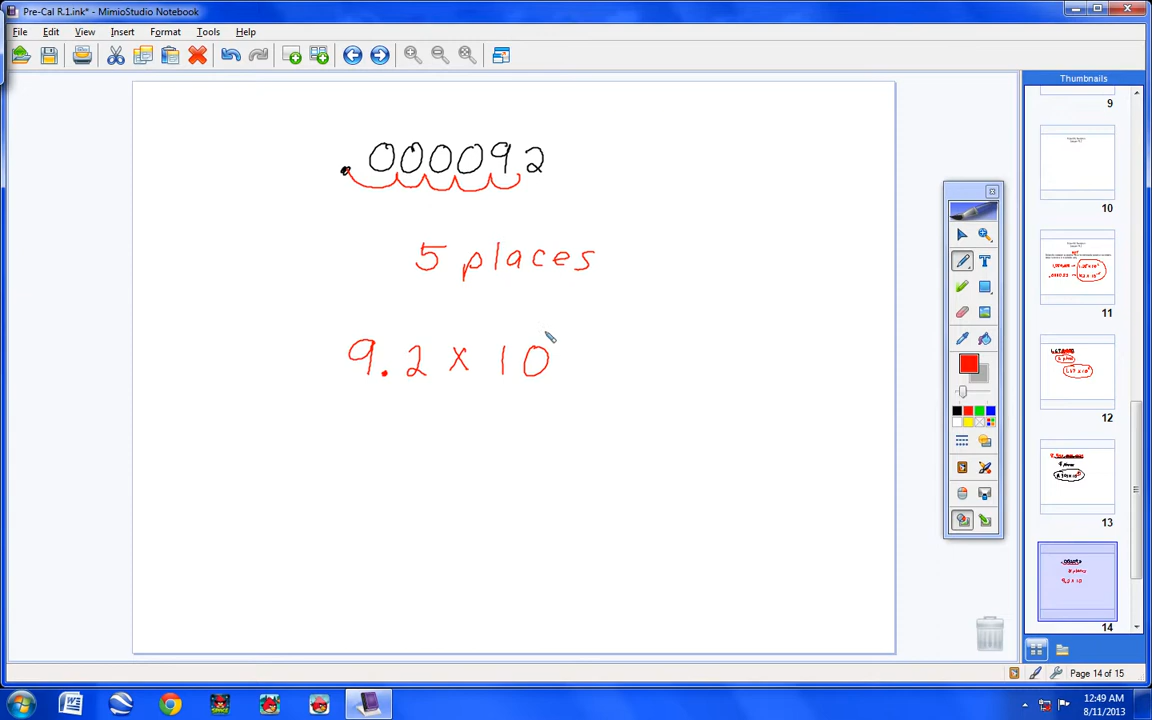 Pre-Cal R.1.ink* - MimioStudio Notebook
File Edit View Insert Format Tools Help
Thumbnails
.000092
5 places
9.2 x 10
9
10
11
12
13
14
Page 14 of 15
12:49 AM
8/11/2013